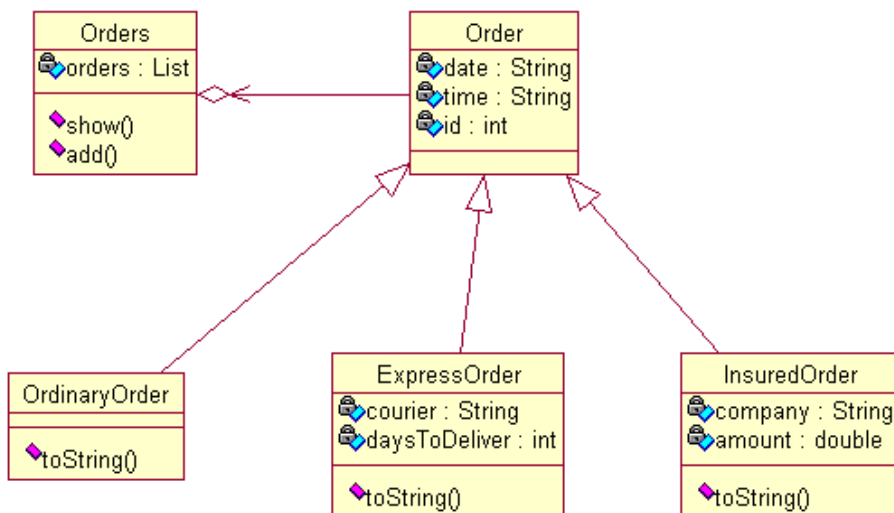 Orders
orders : List
show()
add()
Order
date : String
time : String
id : int
OrdinaryOrder
toString()
ExpressOrder
courier : String
daysToDeliver : int
toString()
InsuredOrder
company : String
amount : double
toString()